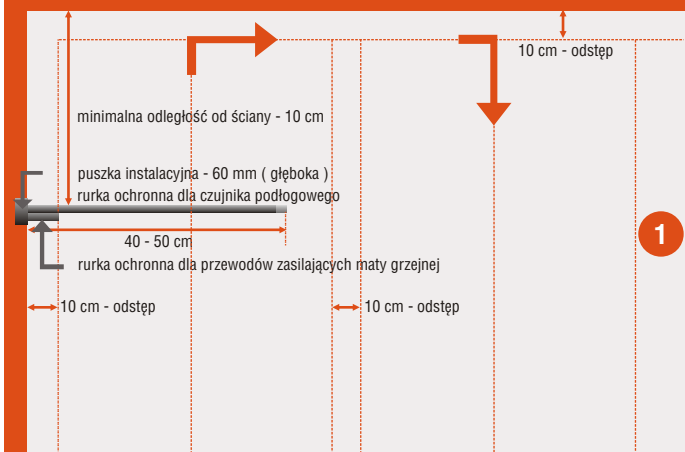 10 cm - odstęp
minimalna odległość od ściany - 10 cm
puszka instalacyjna - 60 mm ( głęboka )
rurka ochronna dla czujnika podłogowego
40 - 50 cm
1
rurka ochronna dla przewodów zasilających maty grzejnej
10 cm - odstęp
10 cm - odstęp